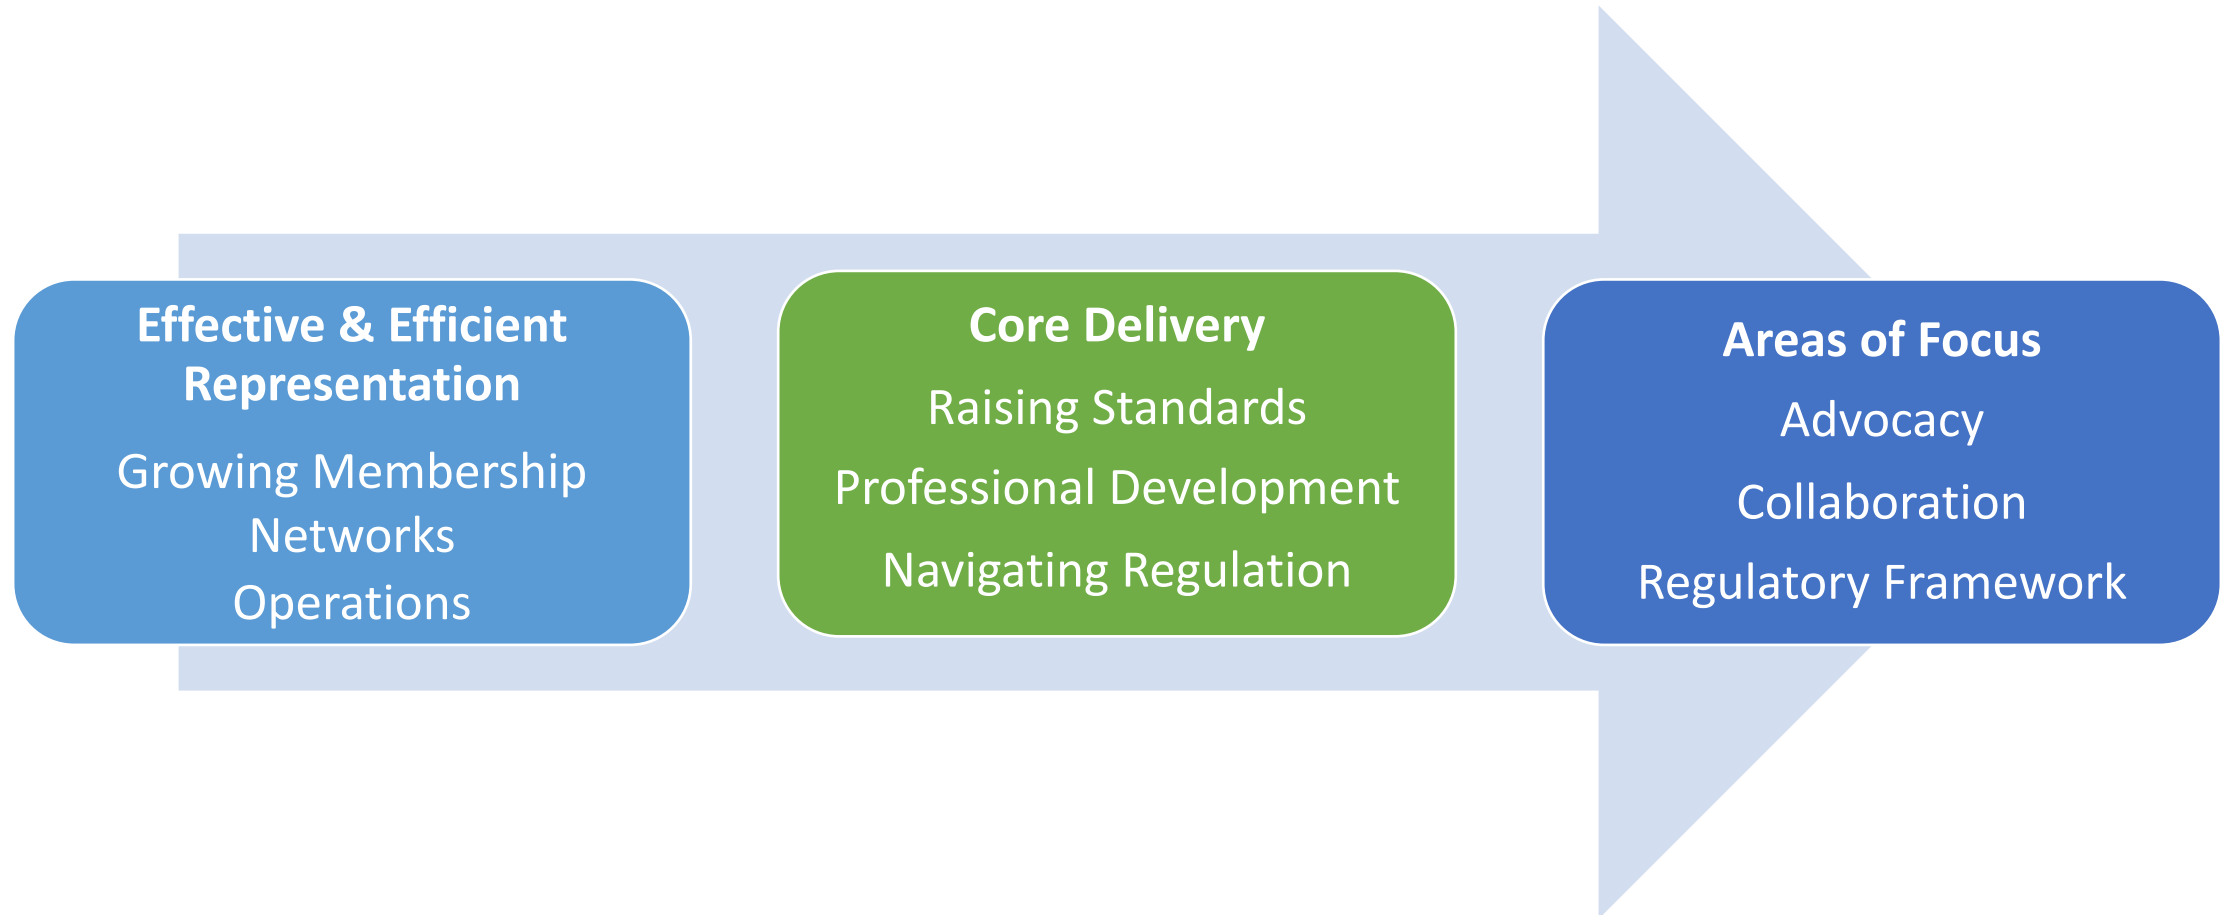 Effective & Efficient
Representation
Growing Membership
Networks
Operations
Core Delivery
Raising Standards
Professional Development
Navigating Regulation
Areas of Focus
Advocacy
Collaboration
Regulatory Framework